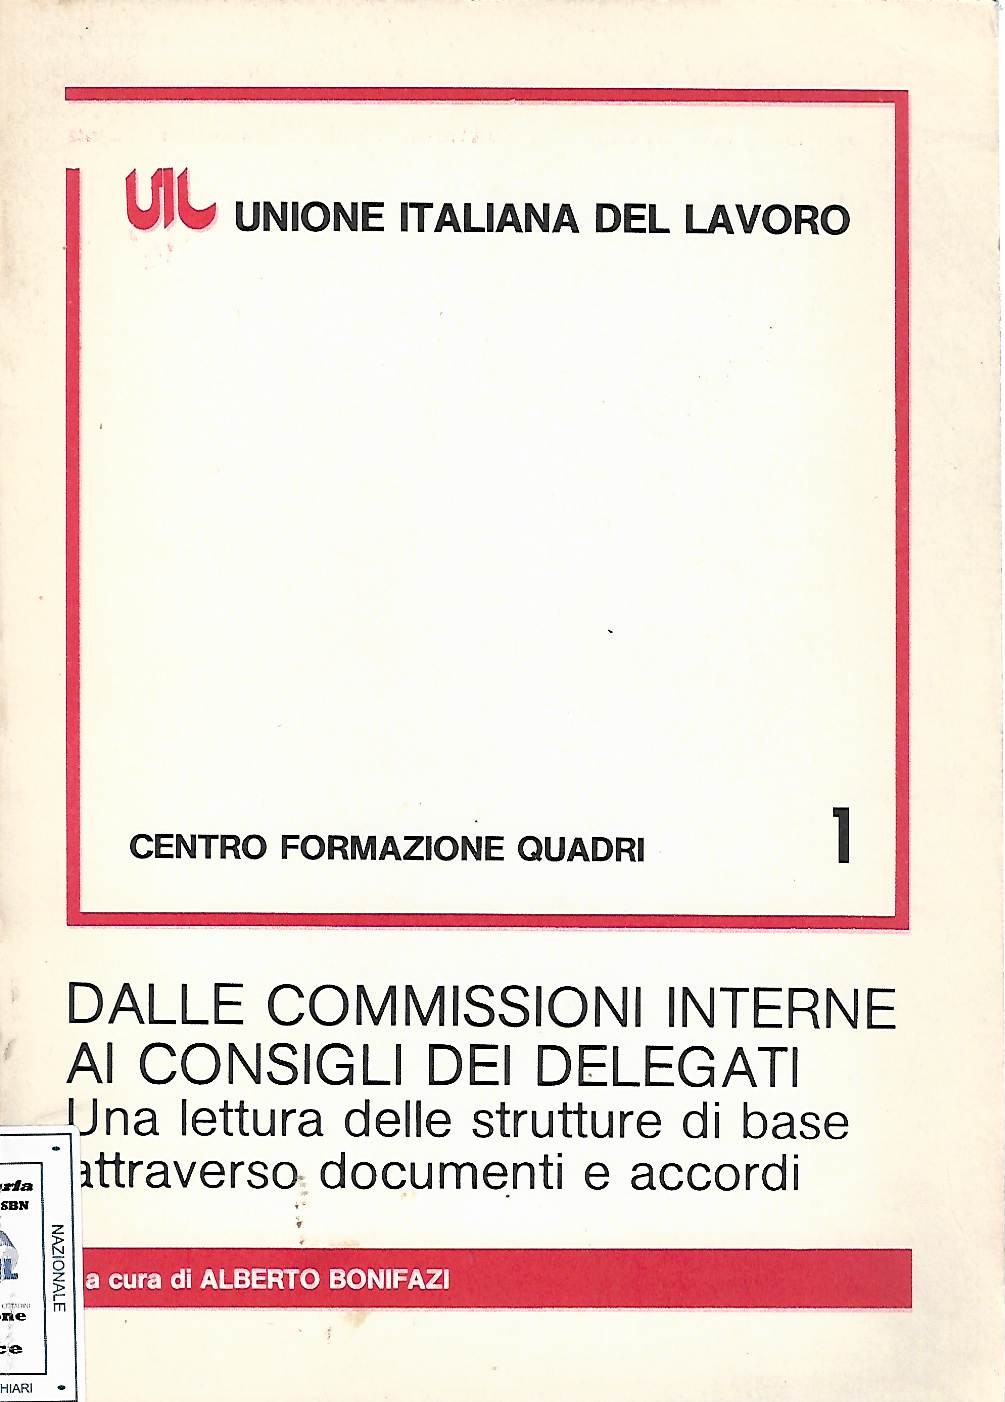 UIL UNIONE ITALIANA DEL LAVORO
CENTRO FORMAZIONE QUADRI 1
DALLE COMMISSIONI INTERNE
AI CONSIGLI DEI DELEGATI
Una lettura delle strutture di base
attraverso documenti e accordi
a cura di ALBERTO BONIFAZI
SBN
NAZIONALE